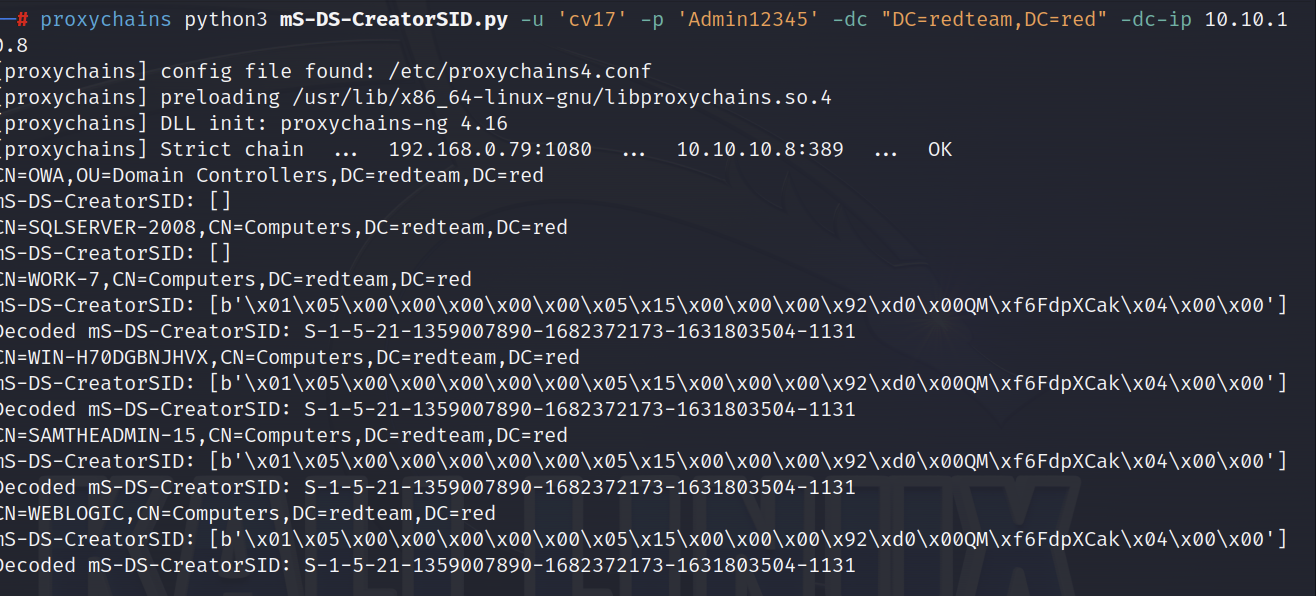 ─# proxychains python3 mS-DS-CreatorSID.py -u 'cv17' -p 'Admin12345' -dc "DC=redteam,DC=red" -dc-ip 10.10.1
0.8
[proxychains] config file found: /etc/proxychains4.conf
[proxychains] preloading /usr/lib/x86_64-linux-gnu/libproxychains.so.4
[proxychains] DLL init: proxychains-ng 4.16
[proxychains] Strict chain  ...  192.168.0.79:1080  ...  10.10.10.8:389  ...  OK
CN=OWA,OU=Domain Controllers,DC=redteam,DC=red
mS-DS-CreatorSID: []
CN=SQLSERVER-2008,CN=Computers,DC=redteam,DC=red
mS-DS-CreatorSID: []
CN=WORK-7,CN=Computers,DC=redteam,DC=red
mS-DS-CreatorSID: [b'\x01\x05\x00\x00\x00\x00\x00\x05\x15\x00\x00\x00\x92\xd0\x00QM\xf6FdpXCak\x04\x00\x00']
Decoded mS-DS-CreatorSID: S-1-5-21-1359007890-1682372173-1631803504-1131
CN=WIN-H70DGBNJHVX,CN=Computers,DC=redteam,DC=red
mS-DS-CreatorSID: [b'\x01\x05\x00\x00\x00\x00\x00\x05\x15\x00\x00\x00\x92\xd0\x00QM\xf6FdpXCak\x04\x00\x00']
Decoded mS-DS-CreatorSID: S-1-5-21-1359007890-1682372173-1631803504-1131
CN=SAMTHEADMIN-15,CN=Computers,DC=redteam,DC=red
mS-DS-CreatorSID: [b'\x01\x05\x00\x00\x00\x00\x00\x05\x15\x00\x00\x00\x92\xd0\x00QM\xf6FdpXCak\x04\x00\x00']
Decoded mS-DS-CreatorSID: S-1-5-21-1359007890-1682372173-1631803504-1131
CN=WEBLOGIC,CN=Computers,DC=redteam,DC=red
mS-DS-CreatorSID: [b'\x01\x05\x00\x00\x00\x00\x00\x05\x15\x00\x00\x00\x92\xd0\x00QM\xf6FdpXCak\x04\x00\x00']
Decoded mS-DS-CreatorSID: S-1-5-21-1359007890-1682372173-1631803504-1131